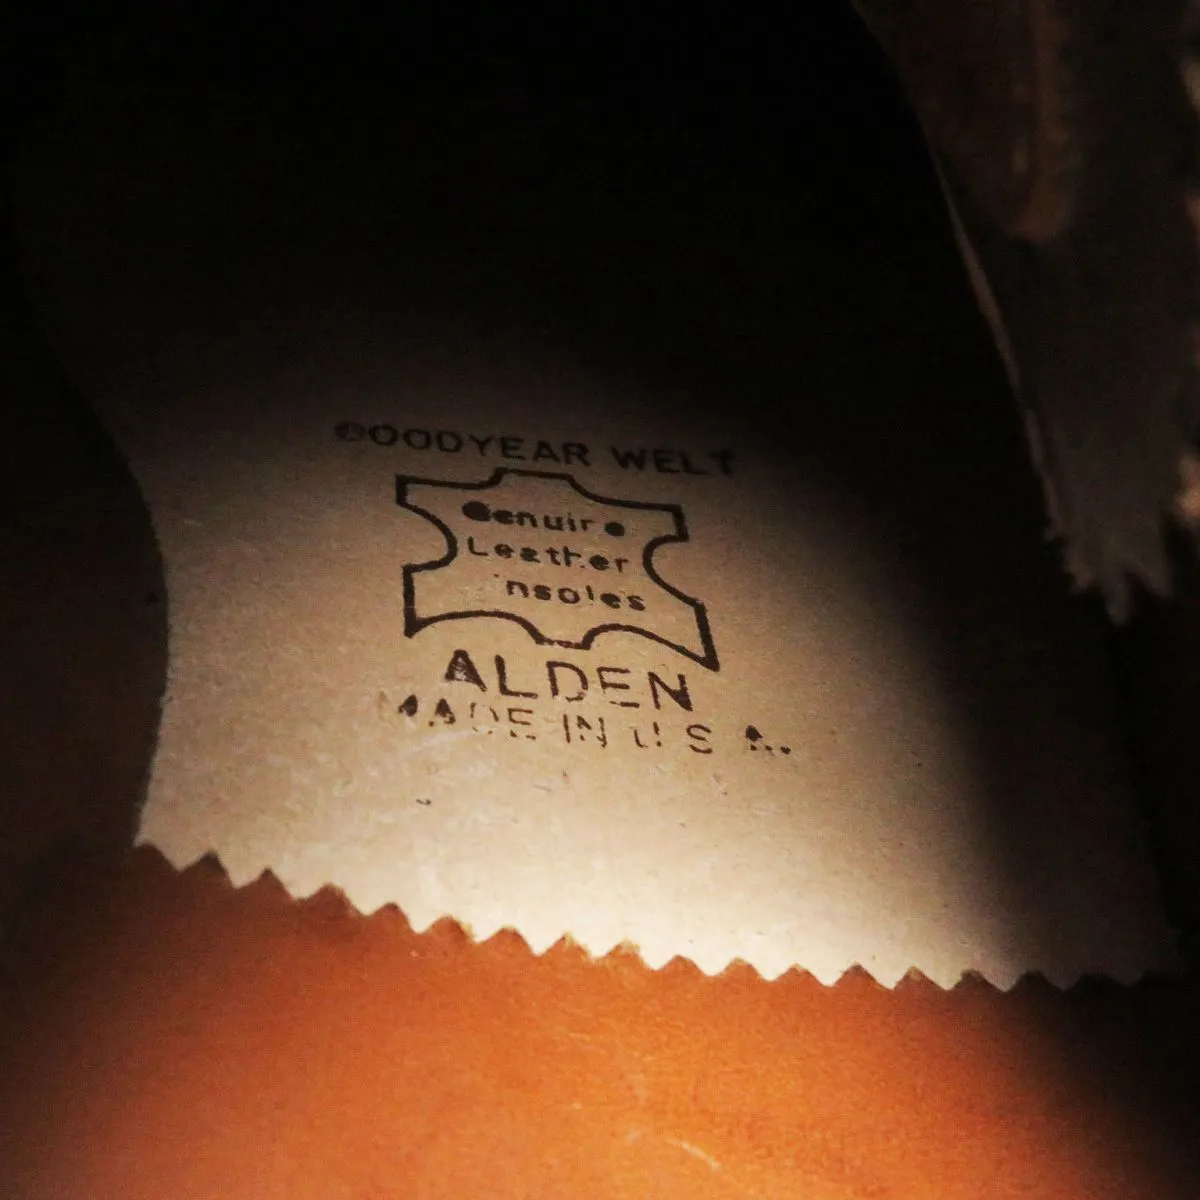 GOODYEAR WELT
Genuine
Leather
Insoles
ALDEN
MADE IN U.S.A.